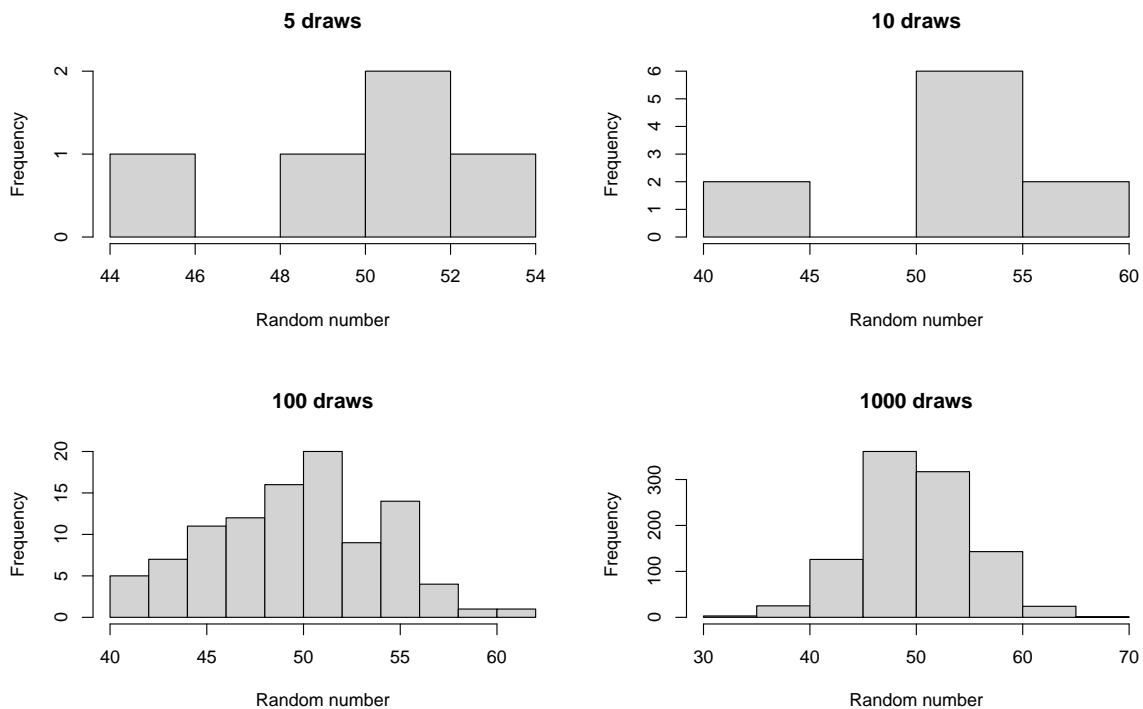 5 draws
Frequency
0
1
2
44 46 48 50 52 54
Random number
10 draws
Frequency
0
1
2
3
4
5
6
40 45 50 55 60
Random number
100 draws
Frequency
0
5
10
15
20
40 45 50 55 60
Random number
1000 draws
Frequency
0
100
200
300
30 40 50 60 70
Random number